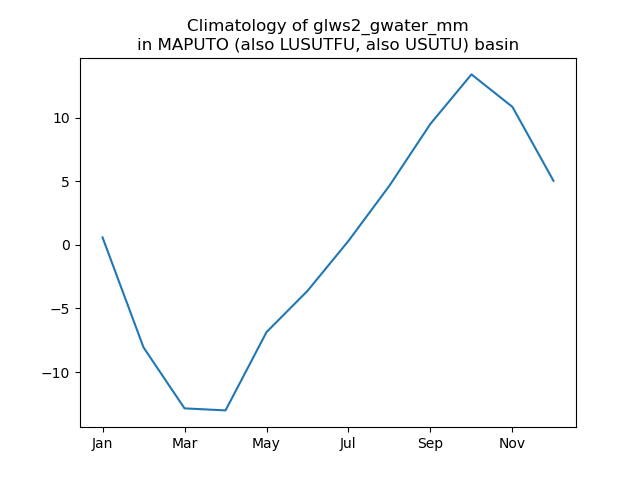 Climatology of glws2_gwater_mm
in MAPUTO (also LUSUTFU, also USUTU) basin
10
5
0
−5
−10
Jan Mar May Jul Sep Nov